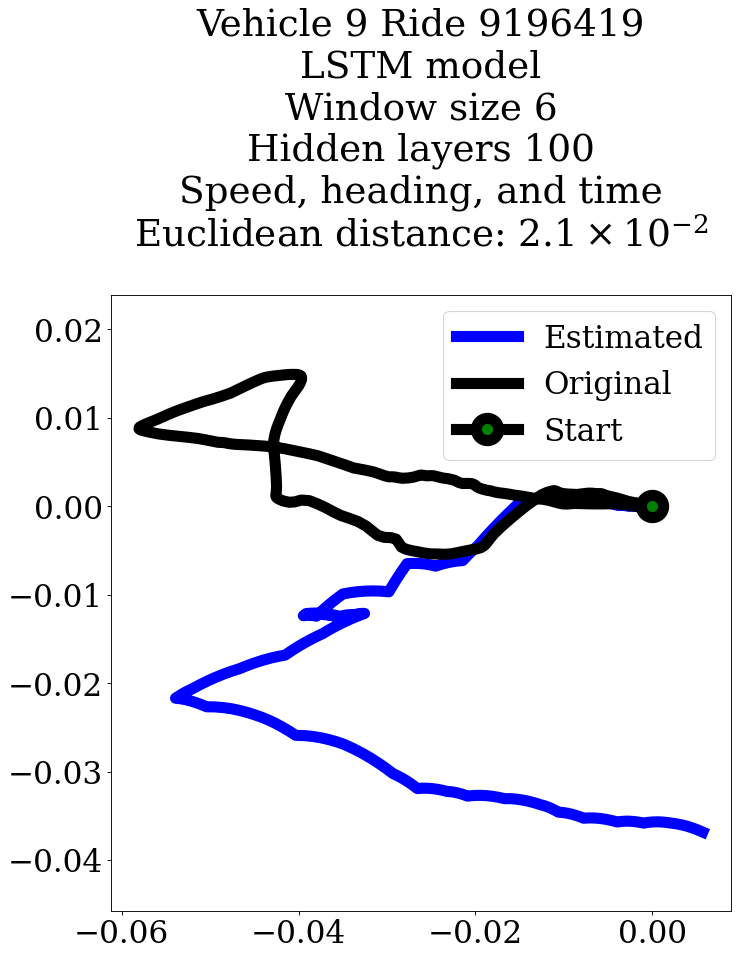 Vehicle 9 Ride 9196419
LSTM model
Window size 6
Hidden layers 100
Speed, heading, and time
Euclidean distance: 2.1 × 10⁻²
Estimated
Original
Start
0.02
0.01
0.00
−0.01
−0.02
−0.03
−0.04
−0.06 −0.04 −0.02 0.00